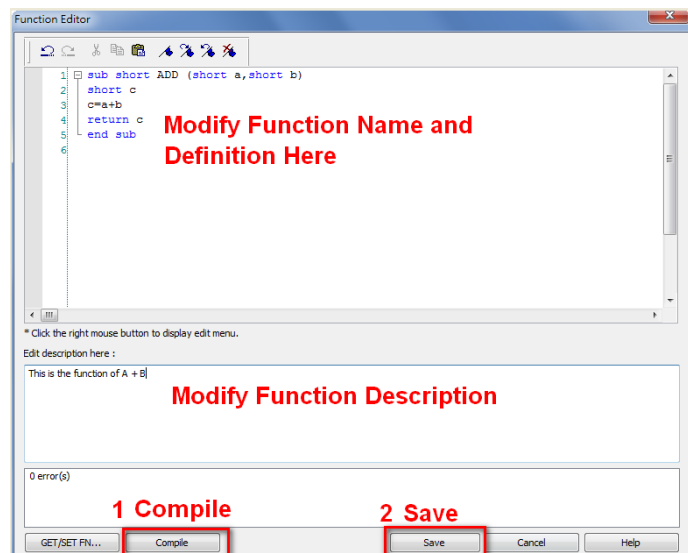 Function Editor
1 sub short ADD (short a,short b)
2 short c
3 c=a+b
4 return c
5 end sub
6
Modify Function Name and
Definition Here
* Click the right mouse button to display edit menu.
Edit description here :
This is the function of A + B
Modify Function Description
0 error(s)
1 Compile
2 Save
GET/SET FN... Compile Save Cancel Help